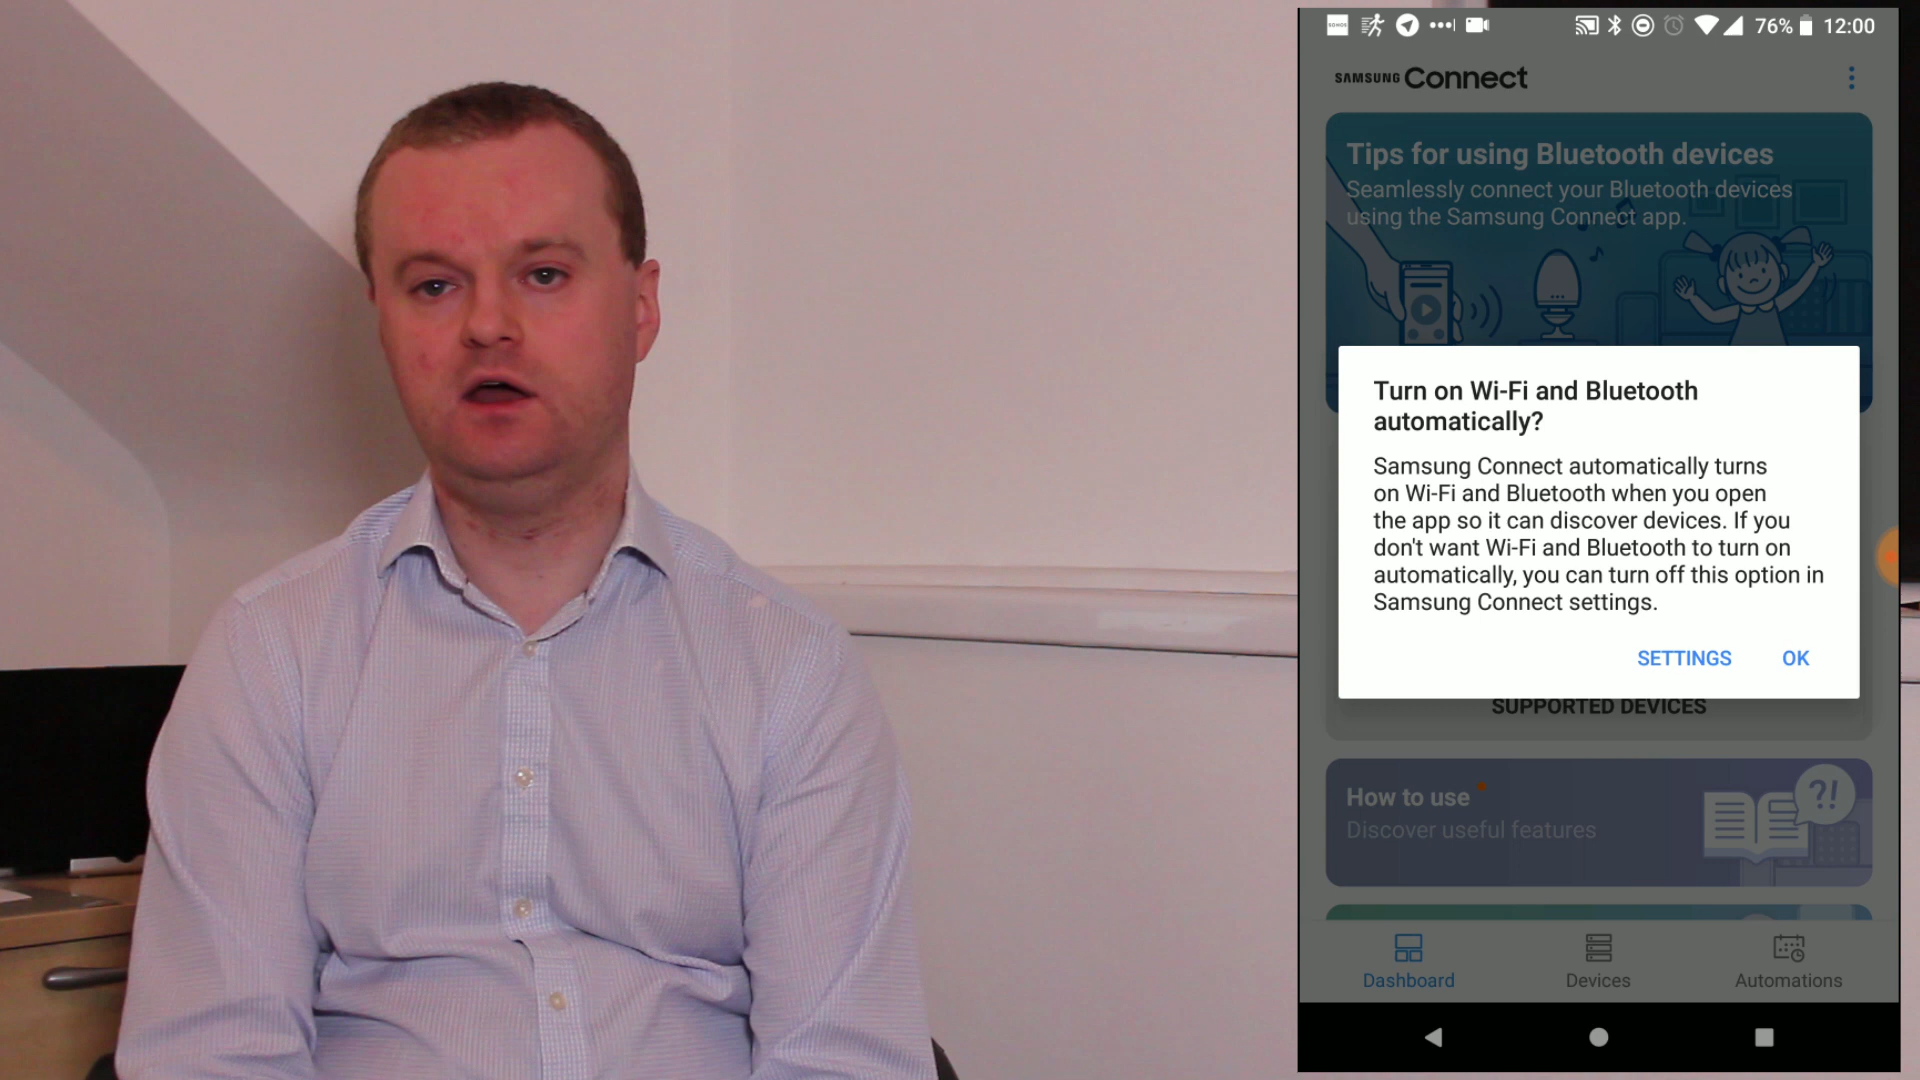 SONOS
76% 12:00
SAMSUNG Connect
Tips for using Bluetooth devices
Seamlessly connect your Bluetooth devices
using the Samsung Connect app.
Turn on Wi-Fi and Bluetooth
automatically?
Samsung Connect automatically turns
on Wi-Fi and Bluetooth when you open
the app so it can discover devices. If you
don't want Wi-Fi and Bluetooth to turn on
automatically, you can turn off this option in
Samsung Connect settings.
SETTINGS OK
SUPPORTED DEVICES
How to use
Discover useful features
?!
Dashboard Devices Automations